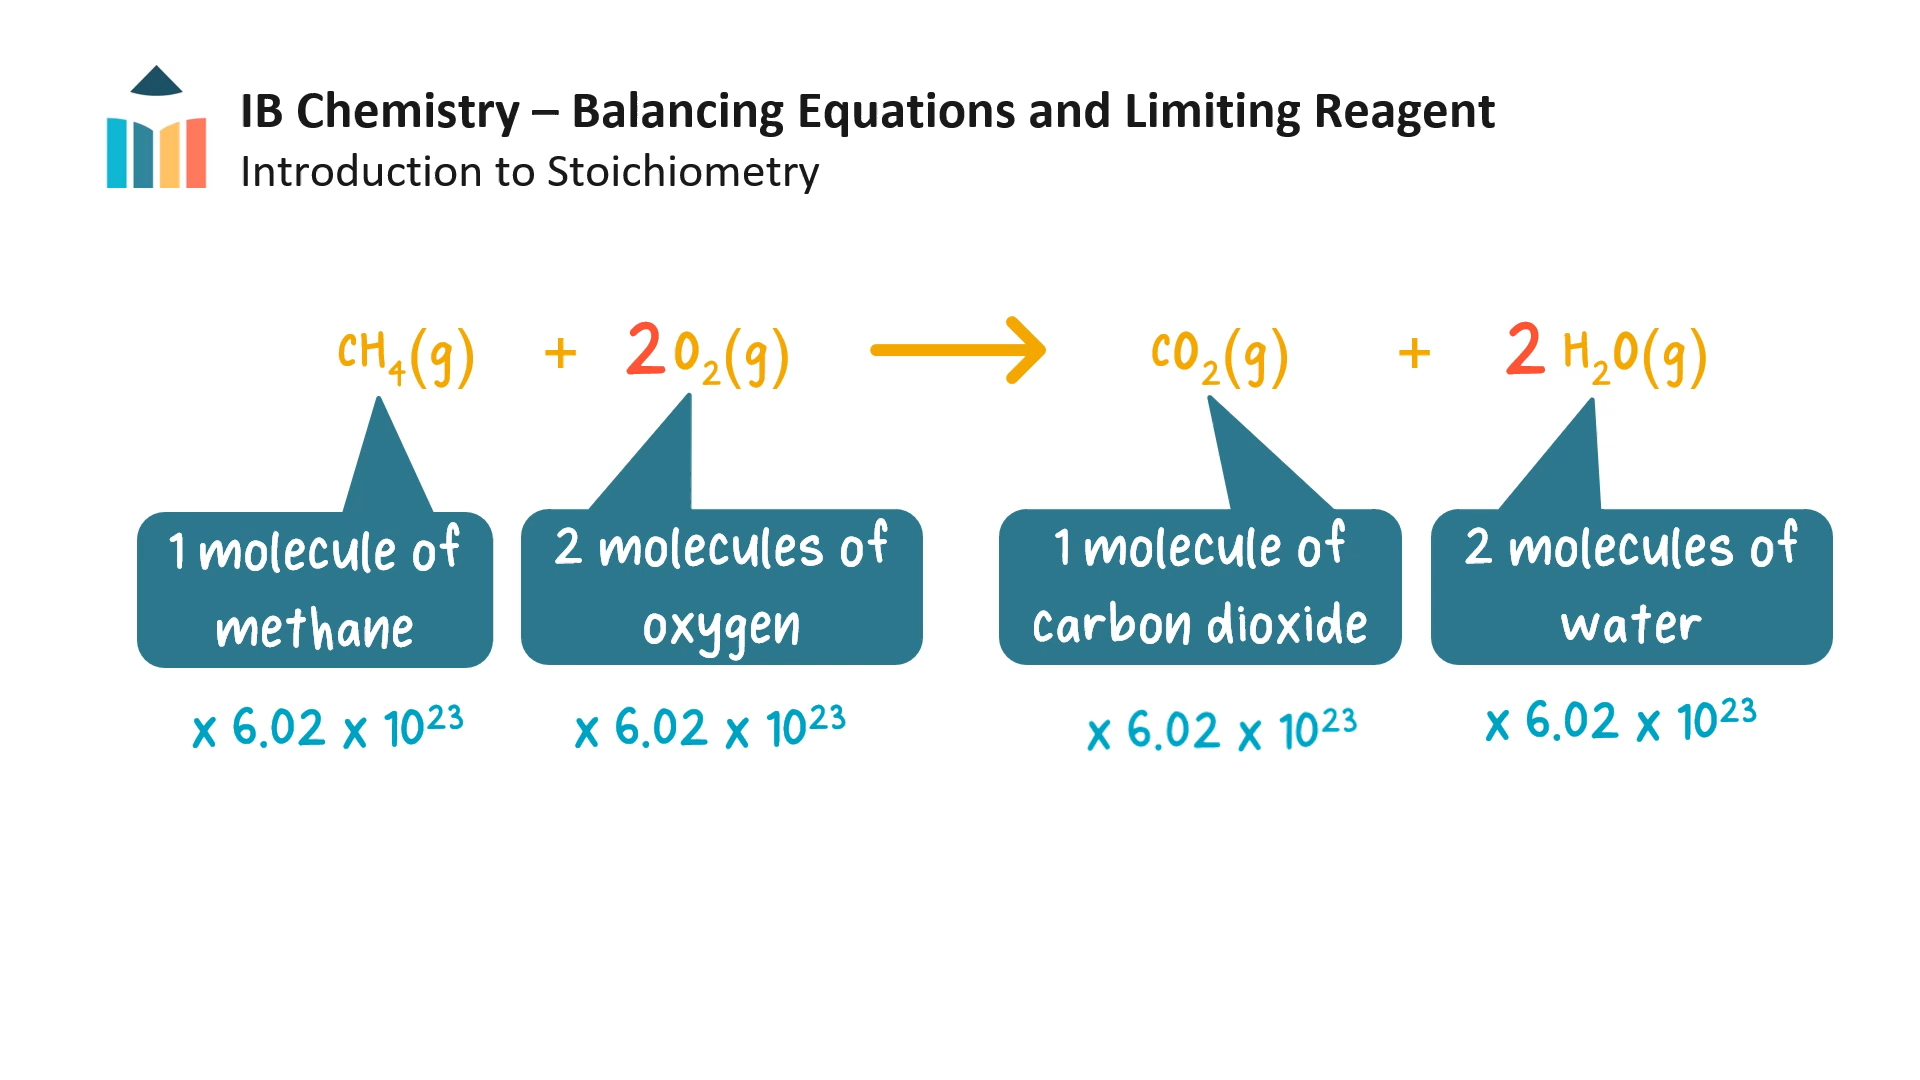 IB Chemistry – Balancing Equations and Limiting Reagent
Introduction to Stoichiometry
CH₄(g) + 2 O₂(g) → CO₂(g) + 2 H₂O(g)
1 molecule of
methane
2 molecules of
oxygen
1 molecule of
carbon dioxide
2 molecules of
water
x 6.02 x 10²³
x 6.02 x 10²³
x 6.02 x 10²³
x 6.02 x 10²³